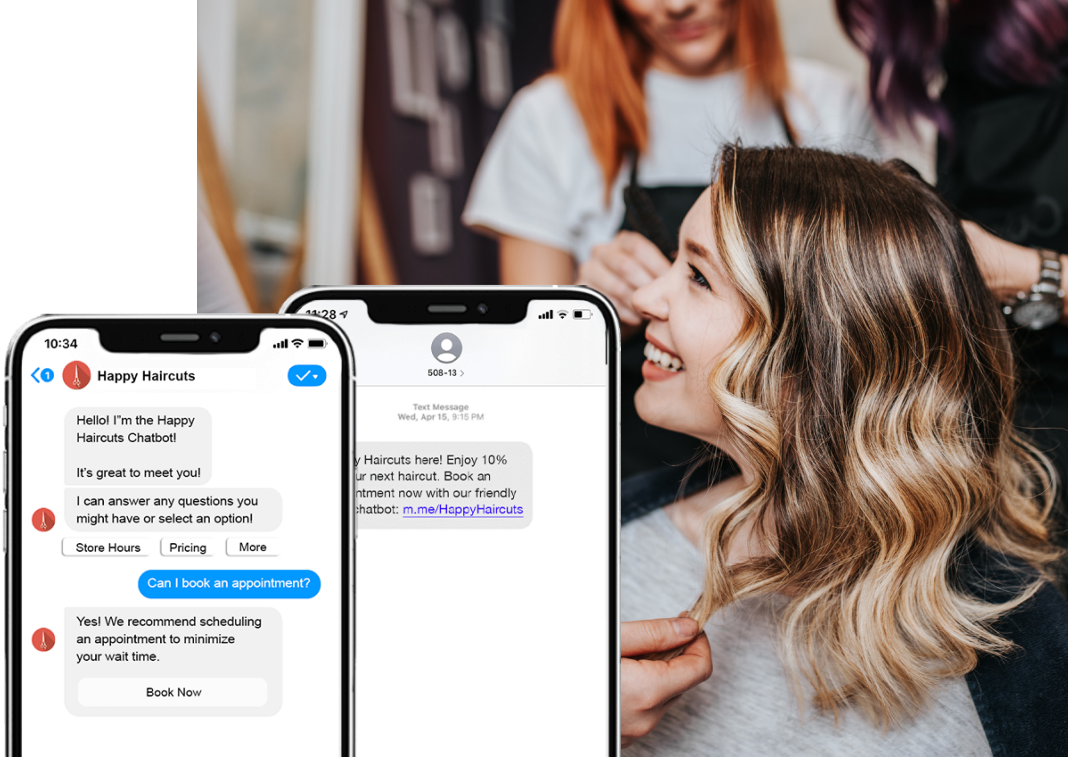 10:34
1
Happy Haircuts
Hello! I"m the Happy
Haircuts Chatbot!
It's great to meet you!
I can answer any questions you
might have or select an option!
Store Hours
Pricing
More
Can I book an appointment?
Yes! We recommend scheduling
an appointment to minimize
your wait time.
Book Now
11:28
508-13 >
Text Message
Wed, Apr 15, 9:15 PM
y Haircuts here! Enjoy 10%
ur next haircut. Book an
ntment now with our friendly
chatbot: m.me/HappyHaircuts